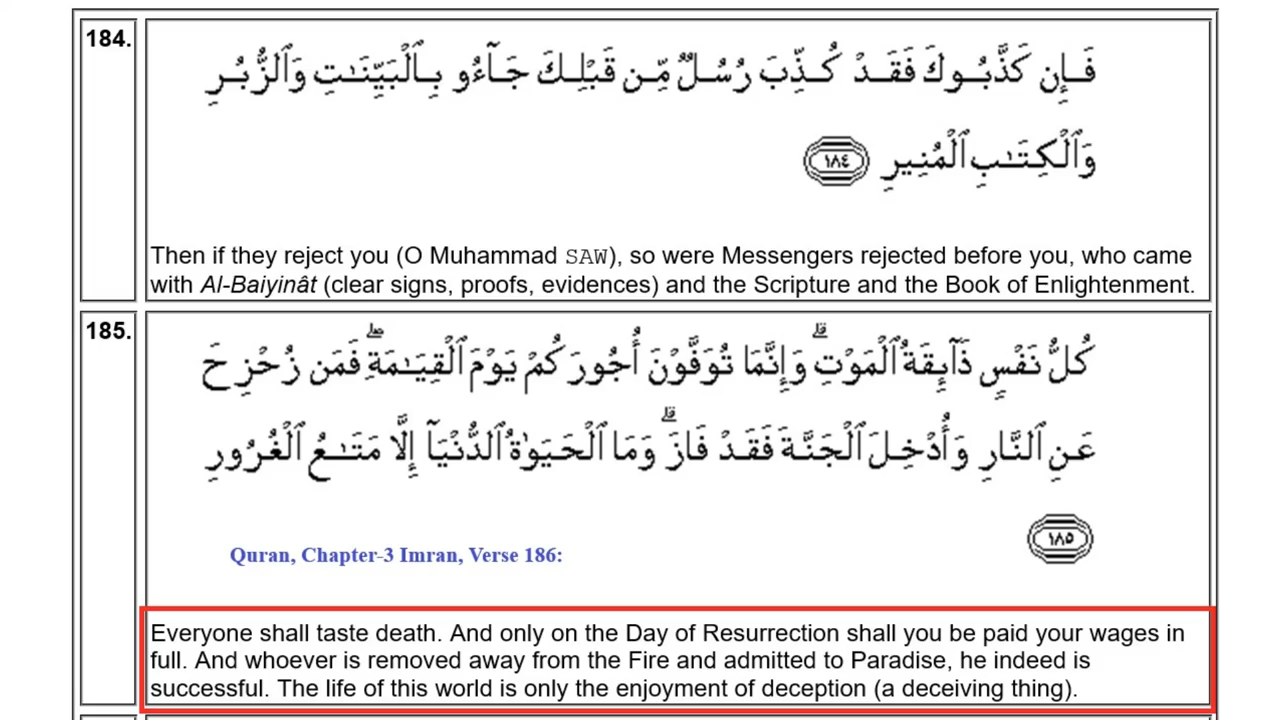 184.
فَإِن كَذَّبُوكَ فَقَدْ كُذِّبَ رُسُلٌ مِّن قَبْلِكَ جَآءُو بِٱلْبَيِّنَـٰتِ وَٱلزُّبُرِ
وَٱلْكِتَـٰبِ ٱلْمُنِيرِ ١٨٤
Then if they reject you (O Muhammad SAW), so were Messengers rejected before you, who came
with Al-Baiyinât (clear signs, proofs, evidences) and the Scripture and the Book of Enlightenment.
185.
كُلُّ نَفْسٍ ذَآئِقَةُ ٱلْمَوْتِ ۗ وَإِنَّمَا تُوَفَّوْنَ أُجُورَكُمْ يَوْمَ ٱلْقِيَـٰمَةِ ۖ فَمَن زُحْزِحَ
عَنِ ٱلنَّارِ وَأُدْخِلَ ٱلْجَنَّةَ فَقَدْ فَازَ ۗ وَمَا ٱلْحَيَوٰةُ ٱلدُّنْيَآ إِلَّا مَتَـٰعُ ٱلْغُرُورِ
١٨٥
Quran, Chapter-3 Imran, Verse 186:
Everyone shall taste death. And only on the Day of Resurrection shall you be paid your wages in
full. And whoever is removed away from the Fire and admitted to Paradise, he indeed is
successful. The life of this world is only the enjoyment of deception (a deceiving thing).